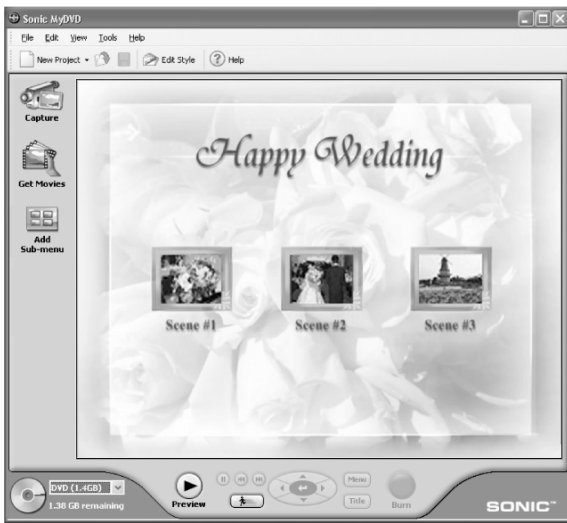 Sonic MyDVD
File Edit View Tools Help
New Project Edit Style Help
Capture
Get Movies
Add
Sub-menu
Happy Wedding
Scene #1 Scene #2 Scene #3
DVD (1.4GB)
1.38 GB remaining
Preview
Menu
Title
Burn
SONIC™